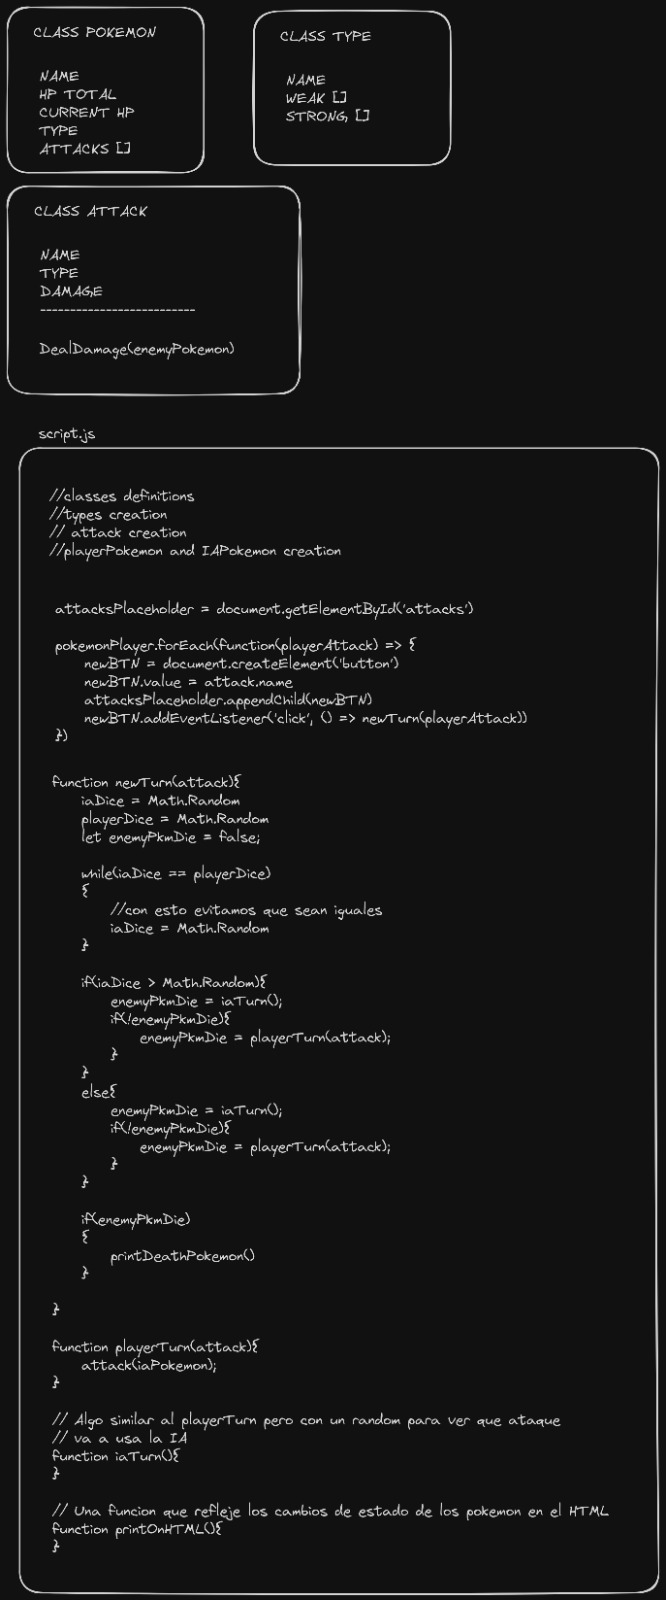 CLASS POKEMON
NAME
HP TOTAL
CURRENT HP
TYPE
ATTACKS []
CLASS TYPE
NAME
WEAK []
STRONG []
CLASS ATTACK
NAME
TYPE
DAMAGE
--------------------------
DealDamage(enemyPokemon)
script.js
//classes definitions
//types creation
// attack creation
//playerPokemon and IAPokemon creation
attacksPlaceholder = document.getElementById('attacks')
pokemonPlayer.forEach(function(playerAttack) => {
newBTN = document.createElement('button')
newBTN.value = attack.name
attacksPlaceholder.appendChild(newBTN)
newBTN.addEventListener('click', () => newTurn(playerAttack))
})
function newTurn(attack){
iaDice = Math.Random
playerDice = Math.Random
let enemyPkmDie = false;
while(iaDice == playerDice)
{
//con esto evitamos que sean iguales
iaDice = Math.Random
}
if(iaDice > Math.Random){
enemyPkmDie = iaTurn();
if(!enemyPkmDie){
enemyPkmDie = playerTurn(attack);
}
}
else{
enemyPkmDie = iaTurn();
if(!enemyPkmDie){
enemyPkmDie = playerTurn(attack);
}
}
if(enemyPkmDie)
{
printDeathPokemon()
}
}
function playerTurn(attack){
attack(iaPokemon);
}
// Algo similar al playerTurn pero con un random para ver que ataque
// va a usa la IA
function iaTurn(){
}
// Una funcion que refleje los cambios de estado de los pokemon en el HTML
function printOnHTML(){
}